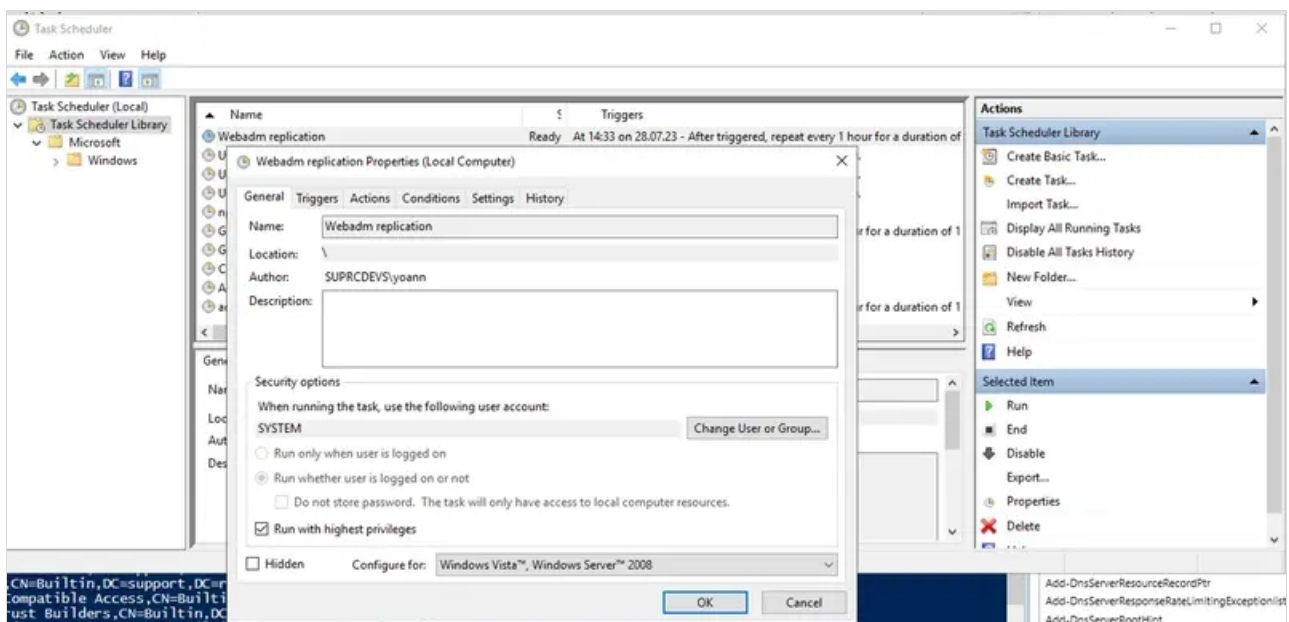 Task Scheduler
File Action View Help
Task Scheduler (Local)
Task Scheduler Library
Microsoft
Windows
Name S Triggers
Webadm replication Ready At 14:33 on 28.07.23 - After triggered, repeat every 1 hour for a duration of
U
U
U
n
G ur for a duration of 1
G
C
A
a ur for a duration of 1
Gen
Nar
Loc
Aut
Des
Webadm replication Properties (Local Computer)
General Triggers Actions Conditions Settings History
Name: Webadm replication
Location: \
Author: SUPRCDEVS\yoann
Description:
Security options
When running the task, use the following user account:
SYSTEM Change User or Group...
Run only when user is logged on
Run whether user is logged on or not
Do not store password. The task will only have access to local computer resources.
Run with highest privileges
Hidden Configure for: Windows Vista™, Windows Server™ 2008
OK Cancel
Actions
Task Scheduler Library
Create Basic Task...
Create Task...
Import Task...
Display All Running Tasks
Disable All Tasks History
New Folder...
View
Refresh
Help
Selected Item
Run
End
Disable
Export...
Properties
Delete
,CN=Builtin,DC=support,DC=r
Compatible Access,CN=Builti
rust Builders,CN=Builtin,DC
Add-DnsServerResourceRecordPtr
Add-DnsServerResponseRateLimitingExceptionlist
Add-DnsServerRootHint